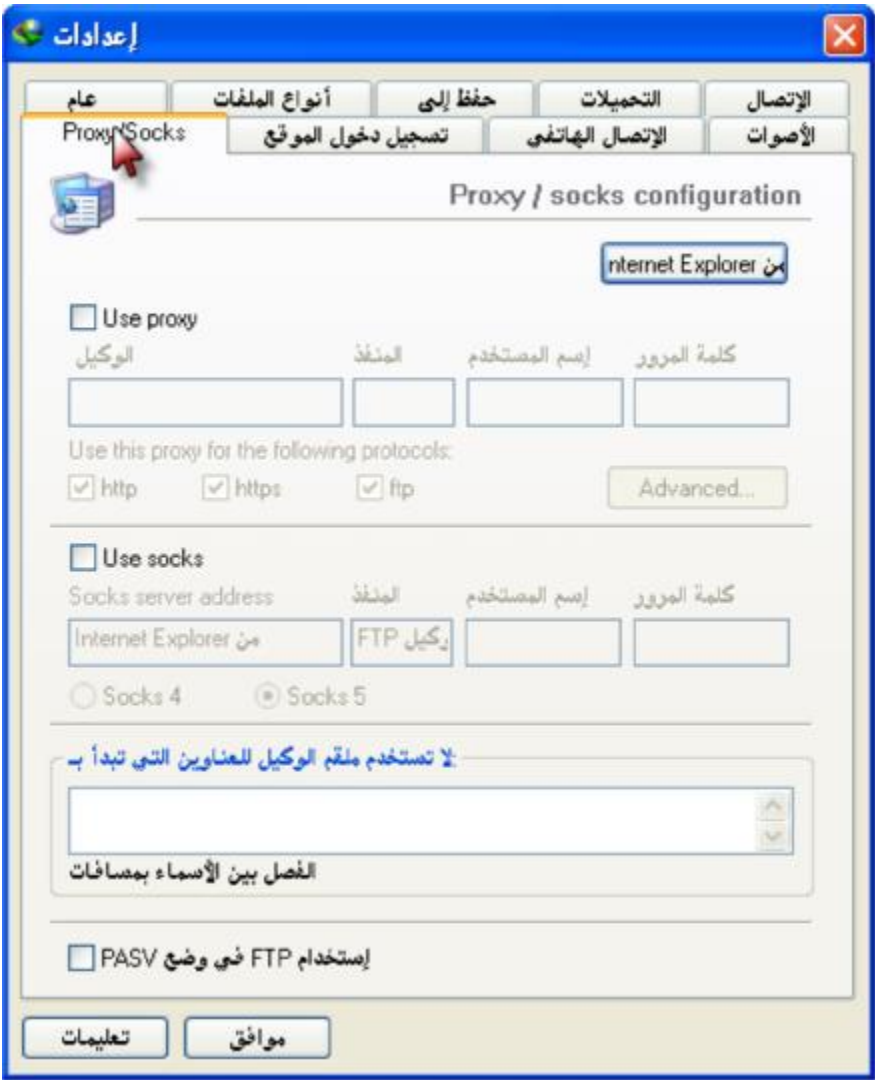 إعدادات
عام
أنواع الملفات
حفظ إلى
التحميلات
الإتصال
Proxy/Socks
تسجيل دخول الموقع
الإتصال الهاتفي
الأصوات
Proxy / socks configuration
من Internet Explorer
Use proxy
الوكيل
المنفذ
إسم المستخدم
كلمة المرور
Use this proxy for the following protocols:
http
https
ftp
Advanced...
Use socks
Socks server address
المنفذ
إسم المستخدم
كلمة المرور
من Internet Explorer
وكيل FTP
Socks 4
Socks 5
لا تستخدم ملقم الوكيل للعناوين التي تبدأ بـ:
الفصل بين الأسماء بمسافات
إستخدام FTP في وضع PASV
تعليمات
موافق